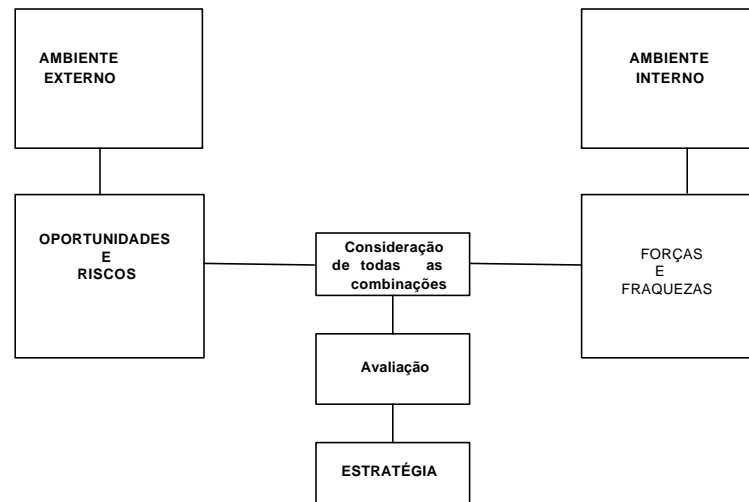 AMBIENTE
EXTERNO
AMBIENTE
INTERNO
OPORTUNIDADES
E
RISCOS
Consideração
de todas as
combinações
FORÇAS
E
FRAQUEZAS
Avaliação
ESTRATÉGIA